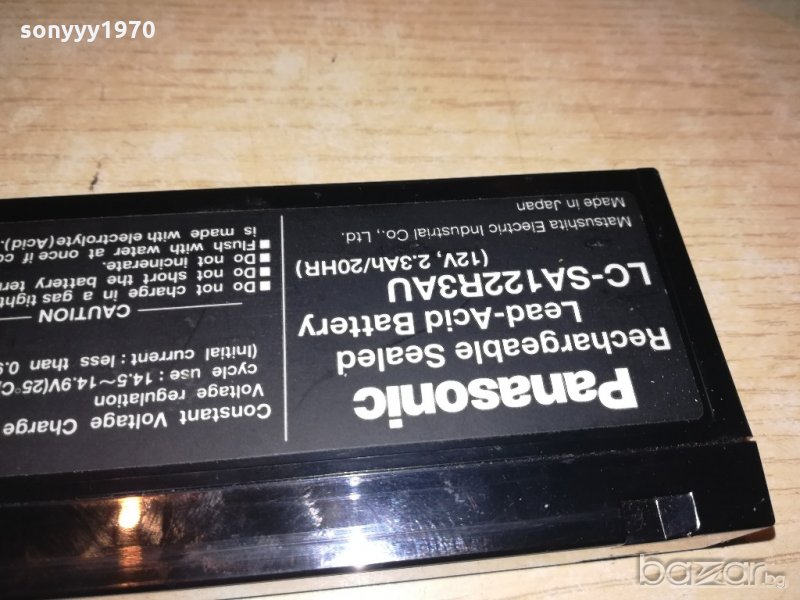 sonyyy1970
Panasonic
Rechargeable Sealed
Lead-Acid Battery
LC-SA122R3AU
(12V, 2.3Ah/20HR)
Matsushita Electric Industrial Co., Ltd.
Made in Japan
Constant Voltage Charge
Voltage regulation
cycle use : 14.5~14.9V(25°C
(Initial current : less than 0.9
CAUTION
■ Do not charge in a gas tight
■ Do not short the battery term
■ Do not incinerate.
■ Flush with water at once if co
is made with electrolyte(Acid).
bazar.bg